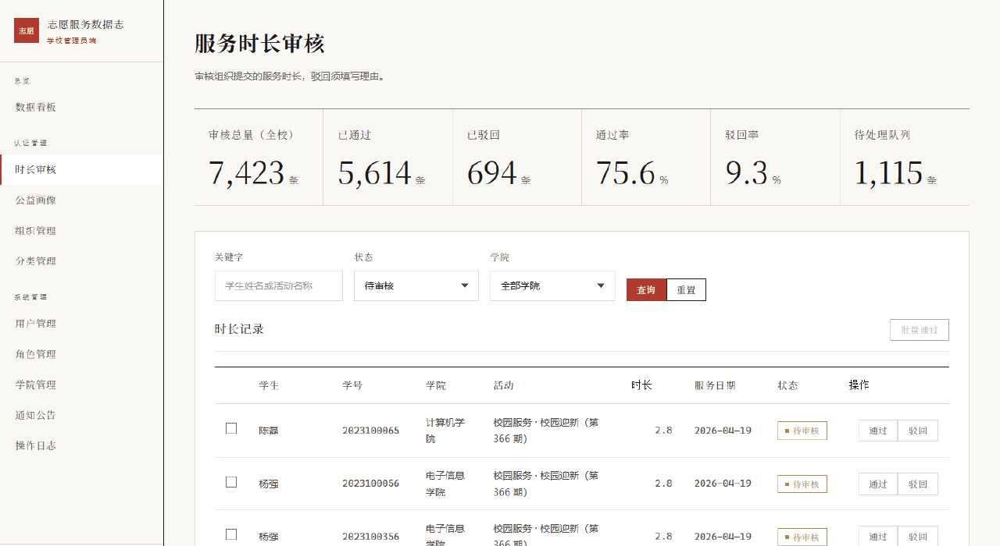 志愿
志愿服务数据志
学校管理员端
总览
数据看板
认证管理
时长审核
公益画像
组织管理
分类管理
系统管理
用户管理
角色管理
学院管理
通知公告
操作日志
服务时长审核
审核组织提交的服务时长，驳回须填写理由。
审核总量（全校） 已通过 已驳回 通过率 驳回率 待处理队列
7,423 条 5,614 条 694 条 75.6 % 9.3 % 1,115 条
关键字 状态 学院
学生姓名或活动名称 待审核 全部学院 查询 重置
时长记录 批量通过
学生 学号 学院 活动 时长 服务日期 状态 操作
陈磊 2023100065 计算机学院 校园服务 · 校园迎新（第 366 期） 2.8 2026-04-19 待审核 通过 驳回
杨强 2023100056 电子信息学院 校园服务 · 校园迎新（第 366 期） 2.8 2026-04-19 待审核 通过 驳回
杨强 2023100356 电子信息学院 校园服务 · 校园迎新（第 366 期） 2.8 2026-04-19 待审核 通过 驳回